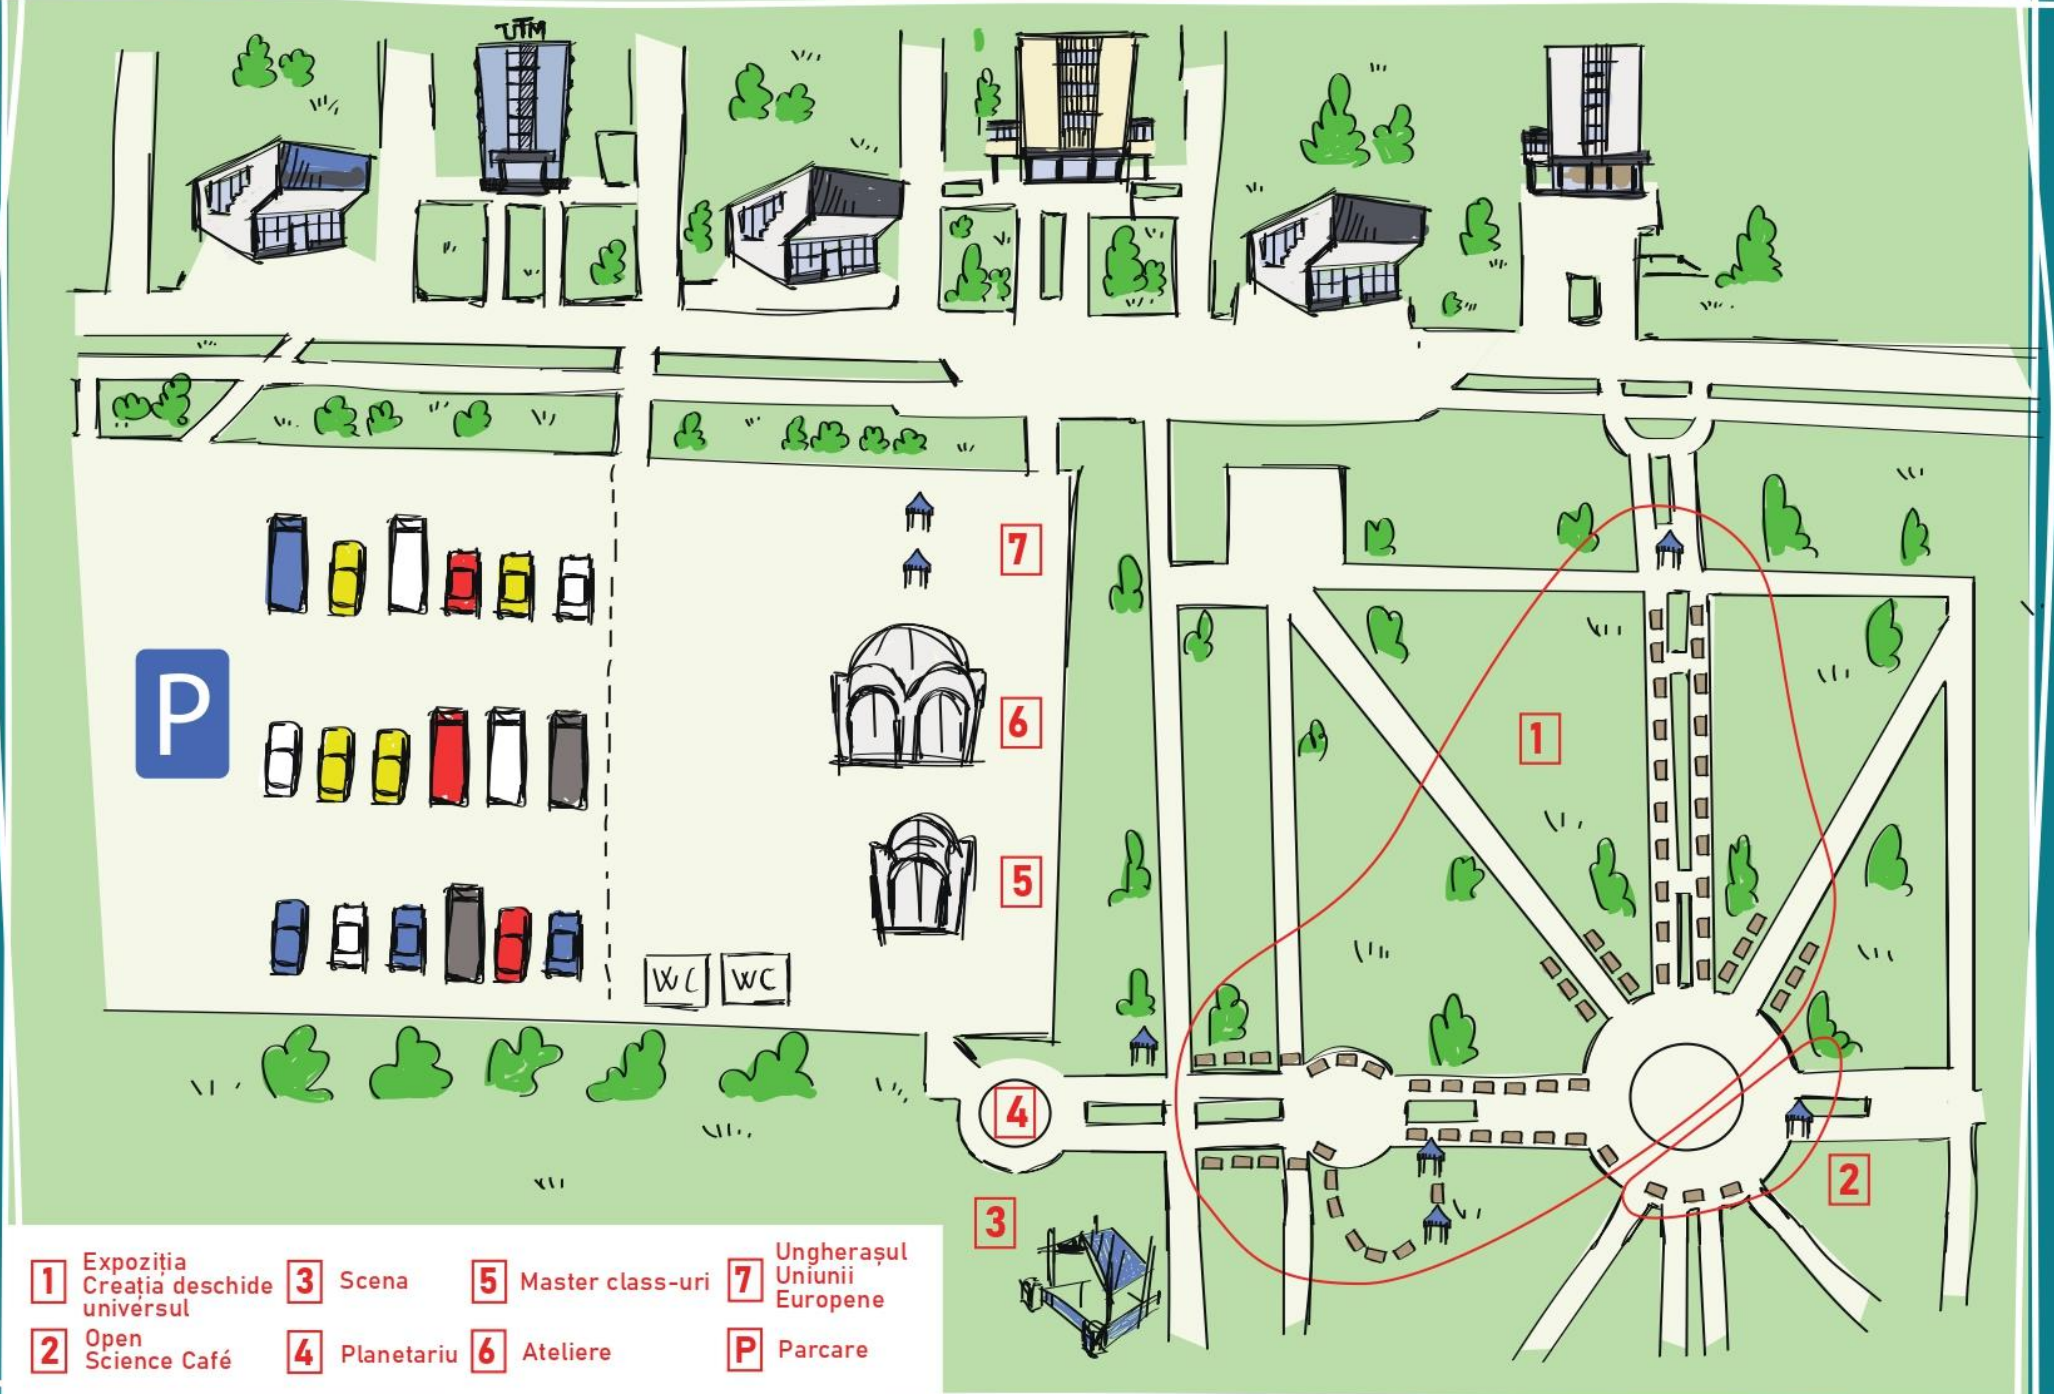 UTM
7
P
6
1
5
WC WC
4
2
3
1 Expoziția
Creația deschide
universul
2 Open
Science Café
3 Scena
4 Planetariu
5 Master class-uri
6 Ateliere
7 Ungherașul
Uniunii
Europene
P Parcare